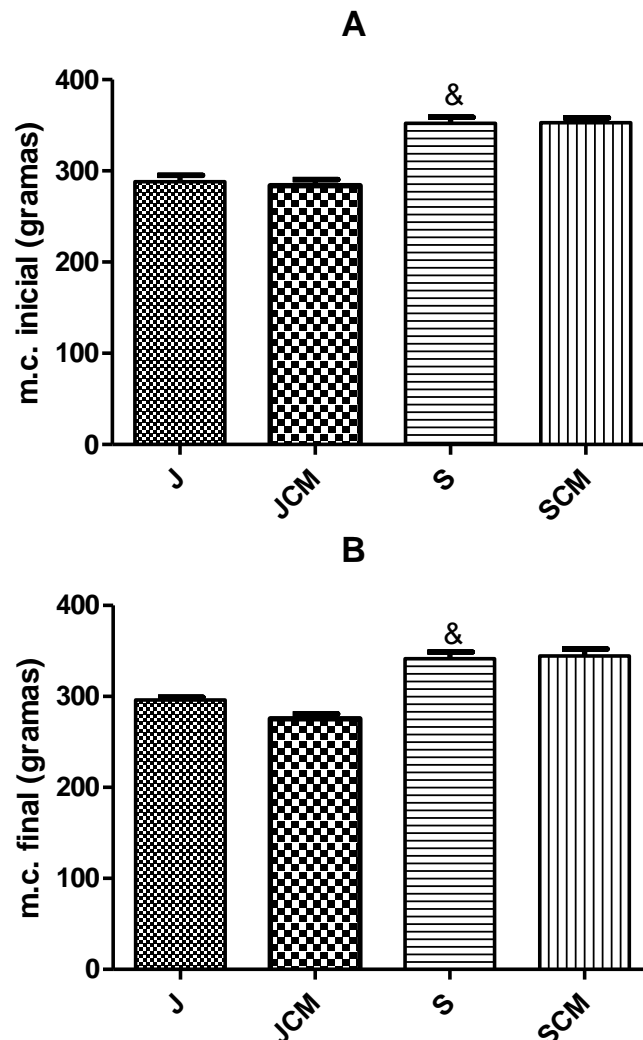 A
m.c. inicial (gramas)
400
300
200
100
0
&
J
JCM
S
SCM
B
m.c. final (gramas)
400
300
200
100
0
&
J
JCM
S
SCM